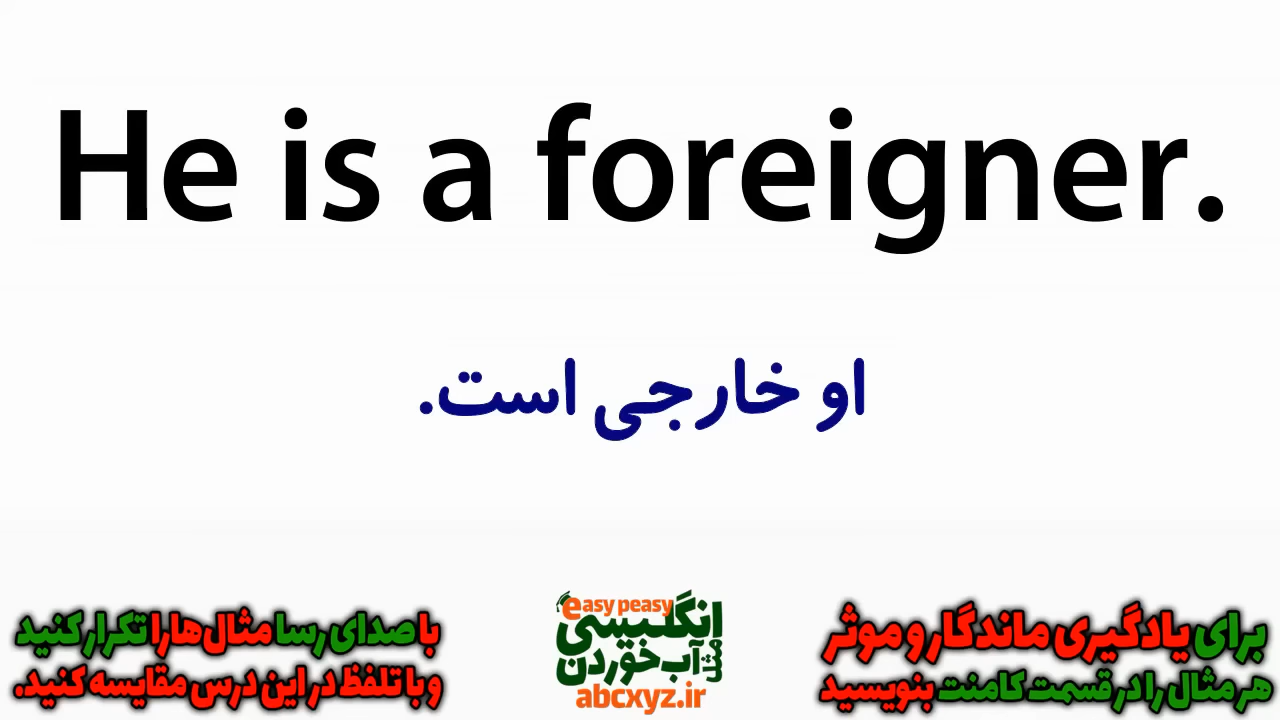 He is a foreigner.
او خارجی است.
با صدای رسا مثال‌ها را تکرار کنید
و با تلفظ در این درس مقایسه کنید.
easy peasy
انگلیسی
مثل
آب خوردن
abcxyz.ir
برای یادگیری ماندگار و موثر
هر مثال را در قسمت کامنت بنویسید